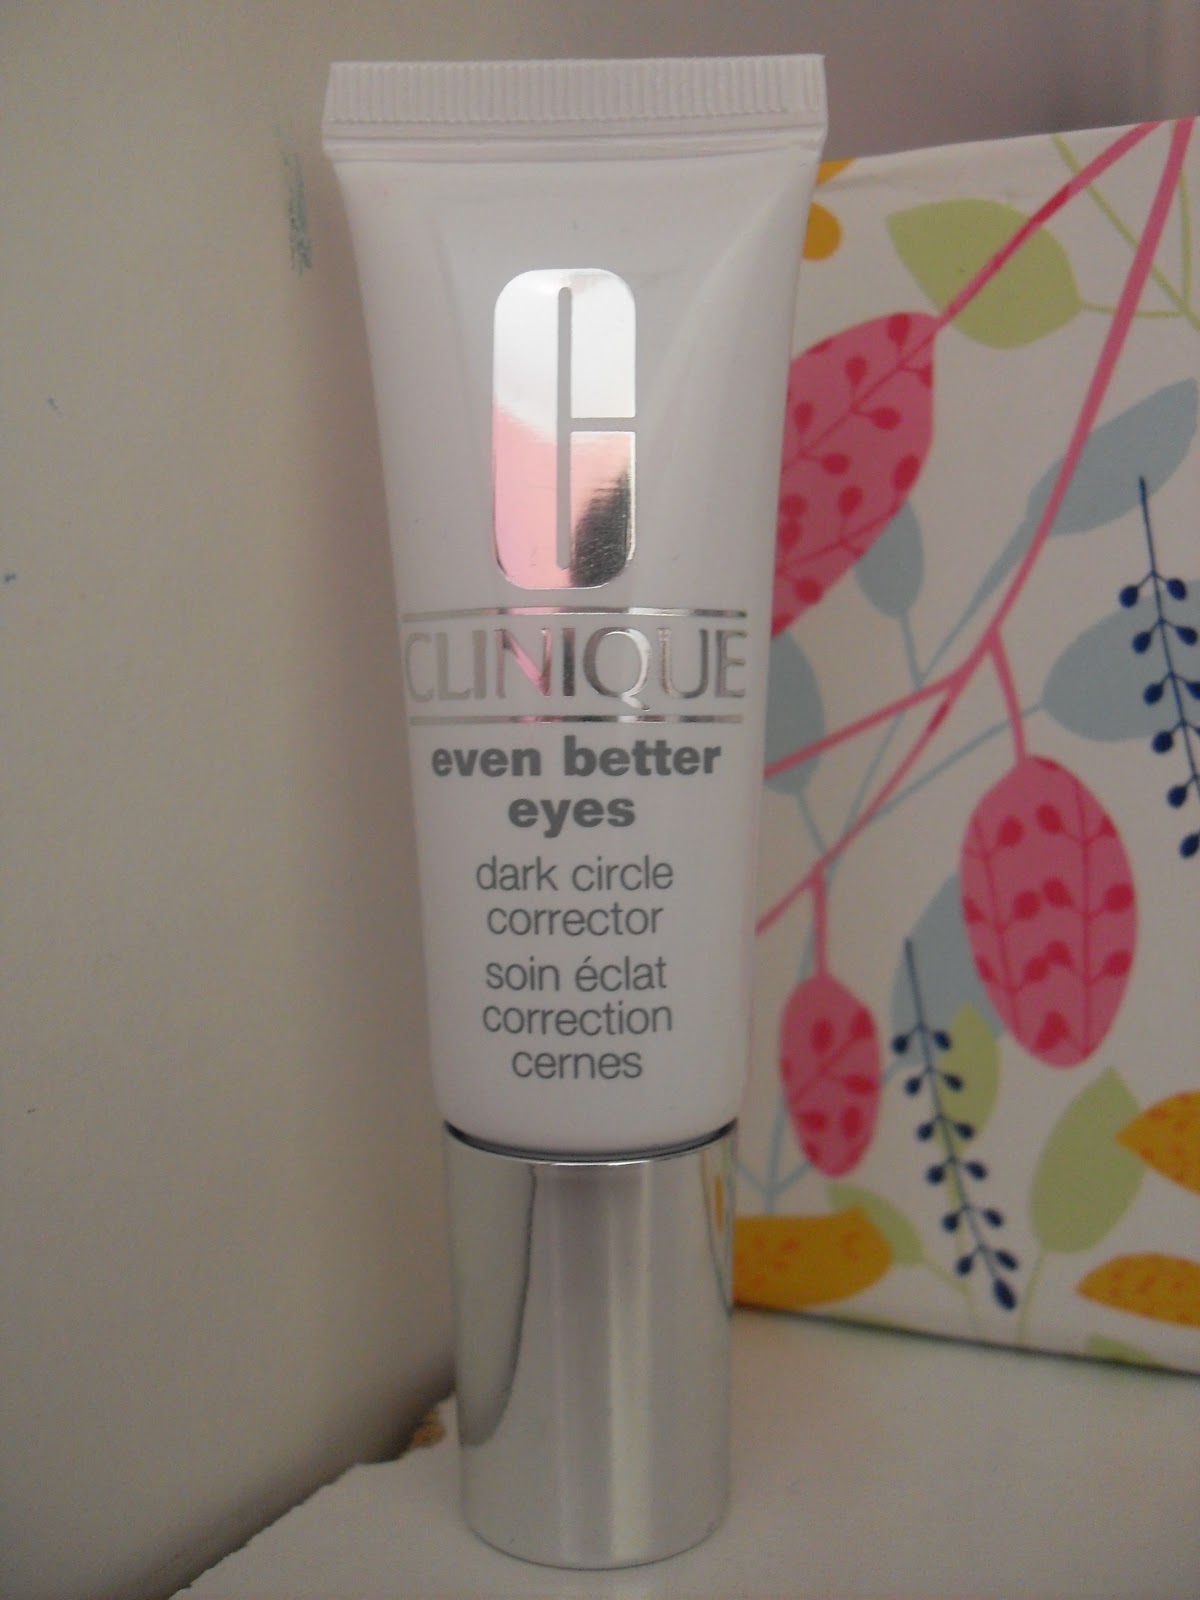 CLINIQUE
even better
eyes
dark circle
corrector
soin éclat
correction
cernes